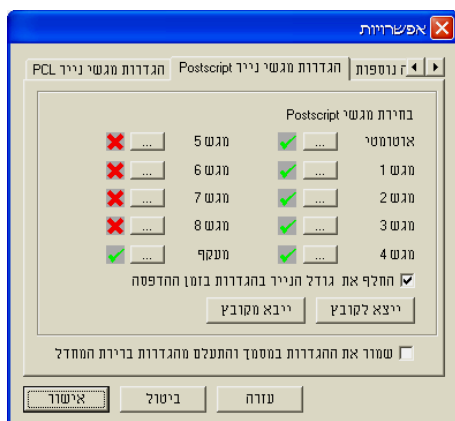 אפשרויות
ה נוספות הגדרות מגשי נייר Postscript הגדרות מגשי נייר PCL
בחירת מגשי Postscript
אוטומטי ... מגש 5 ...
מגש 1 ... מגש 6 ...
מגש 2 ... מגש 7 ...
מגש 3 ... מגש 8 ...
מגש 4 ... מעקף ...
החלף את גודל הנייר בהגדרות בזמן ההדפסה
ייצא לקובץ ייבא מקובץ
שמור את ההגדרות במסמך והתעלם מהגדרות ברירת המחדל
עזרה ביטול אישור